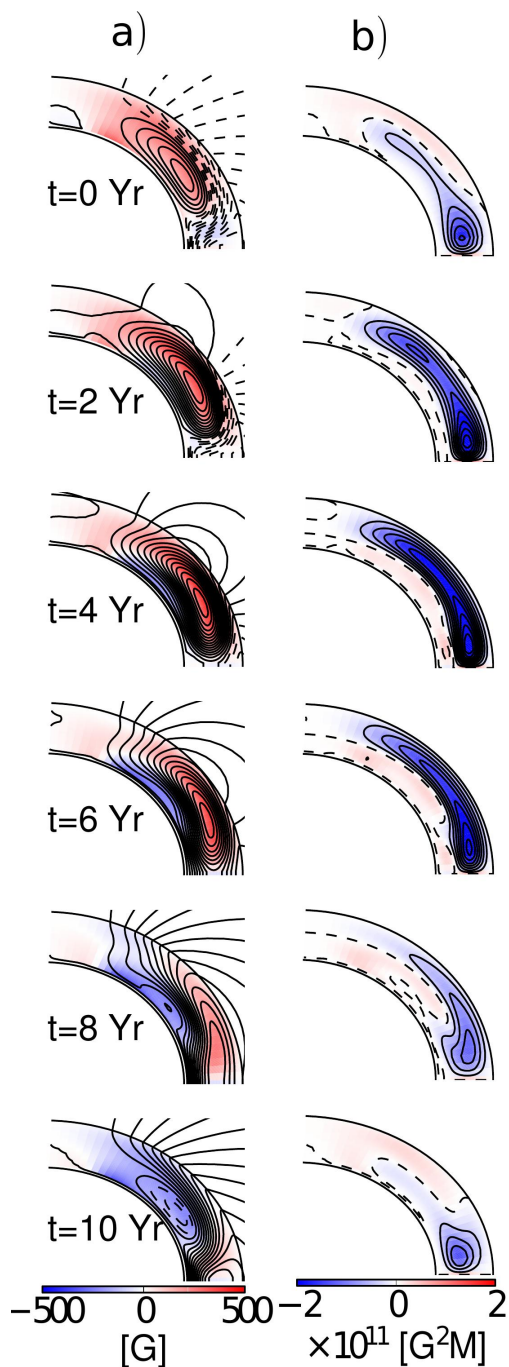 a) b)
t=0 Yr
t=2 Yr
t=4 Yr
t=6 Yr
t=8 Yr
t=10 Yr
−500 0 500 −2 0 2
[G] ×10¹¹ [G²M]